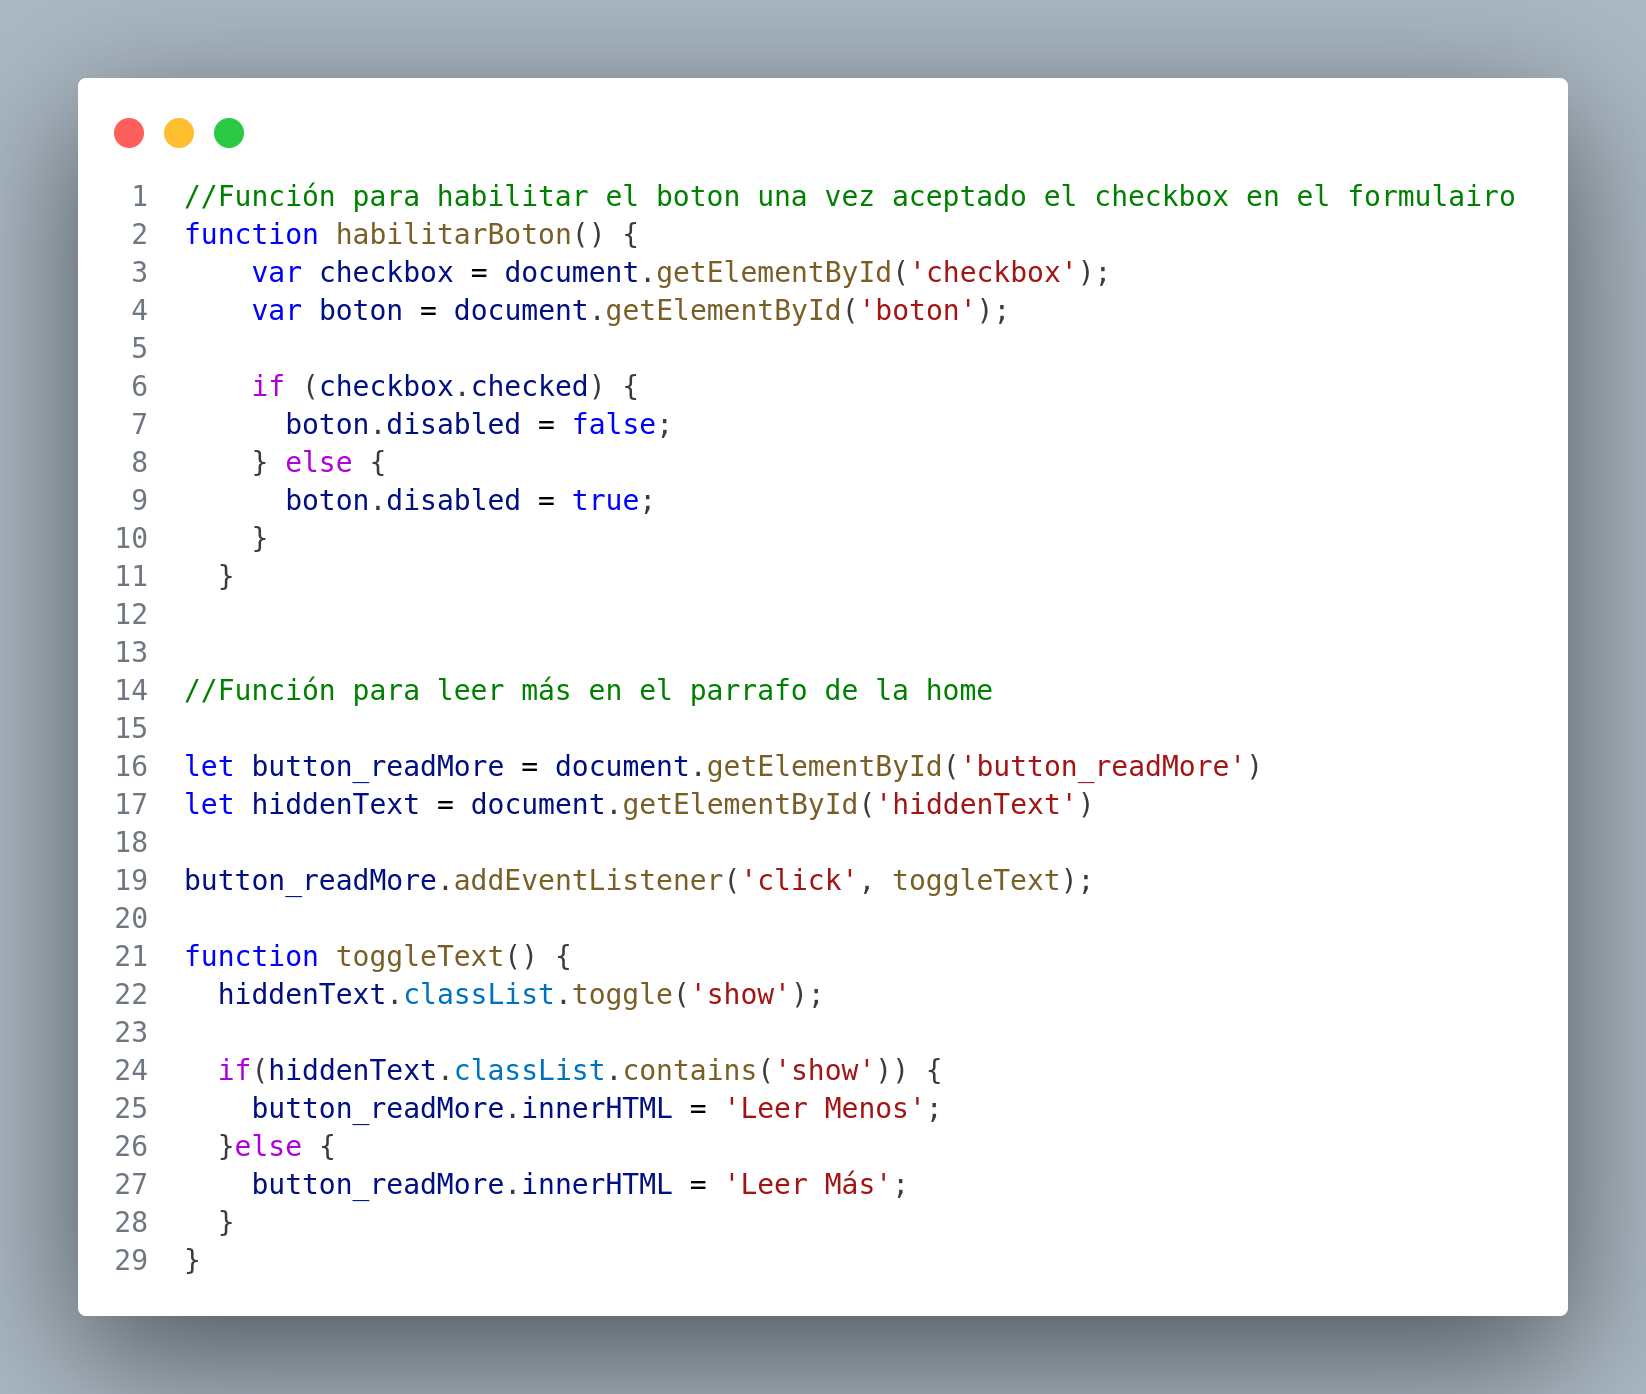 1 //Función para habilitar el boton una vez aceptado el checkbox en el formulairo
2 function habilitarBoton() {
3     var checkbox = document.getElementById('checkbox');
4     var boton = document.getElementById('boton');
5
6     if (checkbox.checked) {
7       boton.disabled = false;
8     } else {
9       boton.disabled = true;
10     }
11   }
12
13
14 //Función para leer más en el parrafo de la home
15
16 let button_readMore = document.getElementById('button_readMore')
17 let hiddenText = document.getElementById('hiddenText')
18
19 button_readMore.addEventListener('click', toggleText);
20
21 function toggleText() {
22   hiddenText.classList.toggle('show');
23
24   if(hiddenText.classList.contains('show')) {
25     button_readMore.innerHTML = 'Leer Menos';
26   }else {
27     button_readMore.innerHTML = 'Leer Más';
28   }
29 }